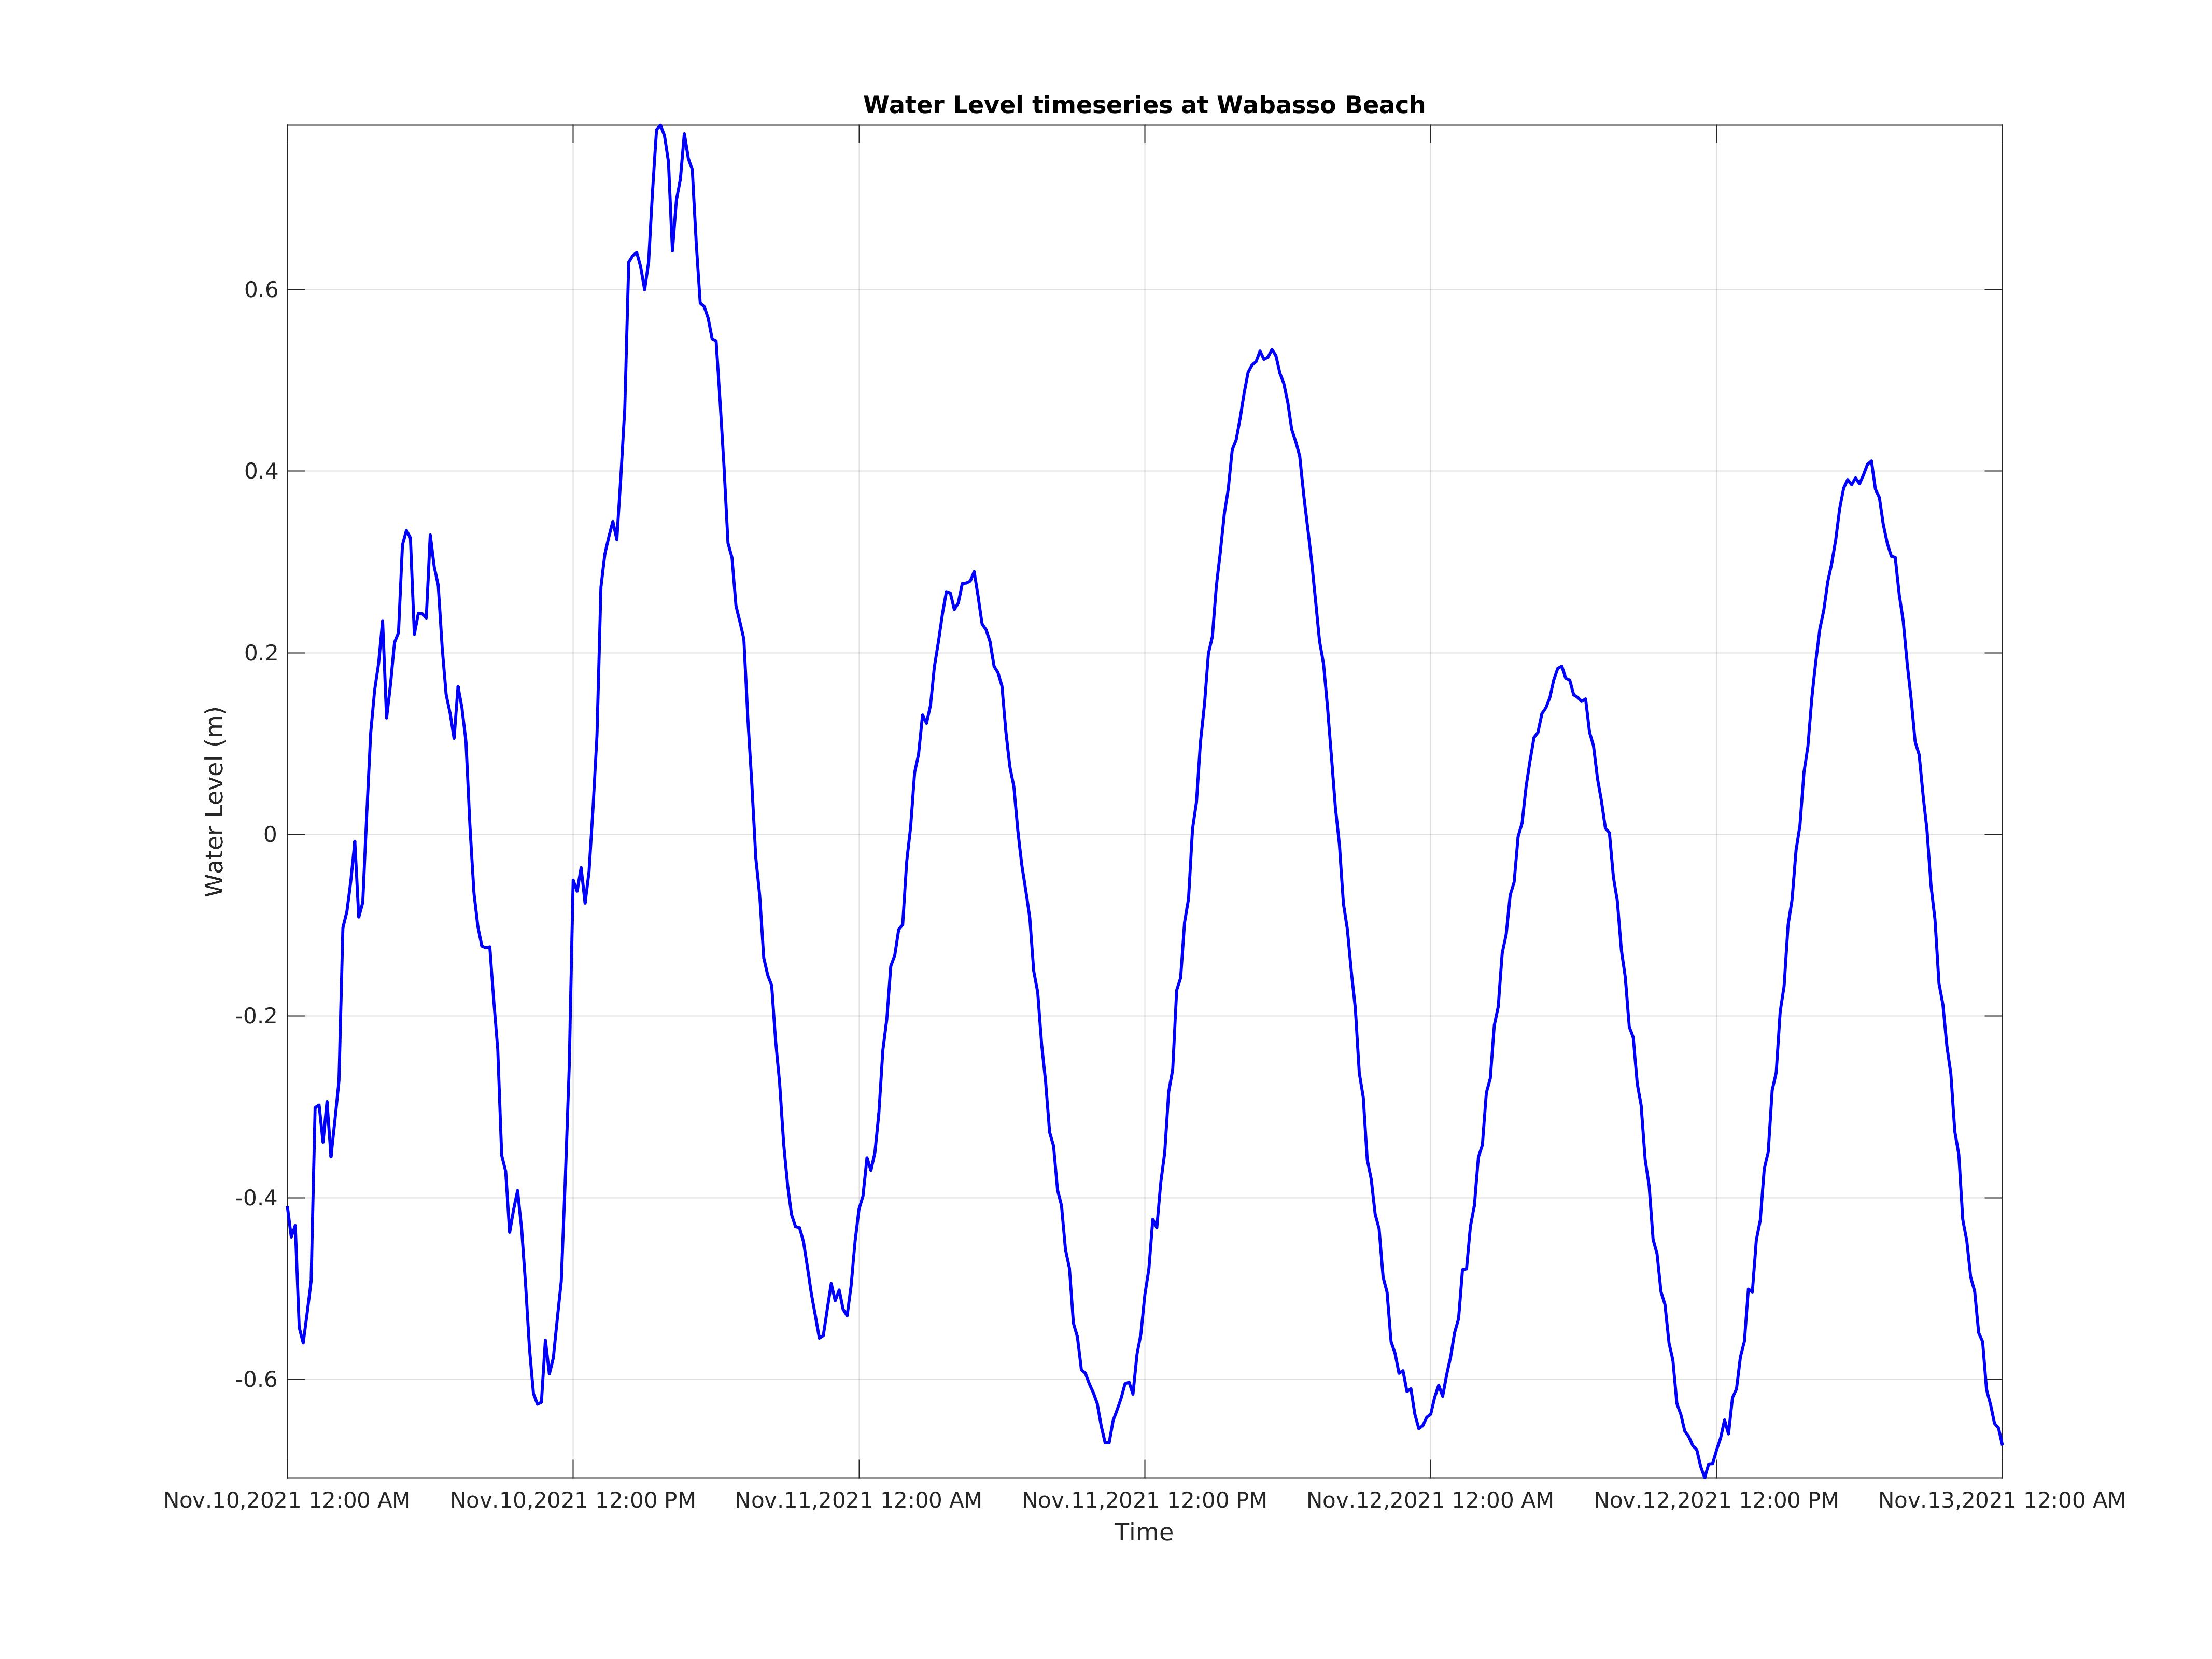 Water Level timeseries at Wabasso Beach
0.6
0.4
0.2
0
-0.2
-0.4
-0.6
Water Level (m)
Nov.10,2021 12:00 AM
Nov.10,2021 12:00 PM
Nov.11,2021 12:00 AM
Nov.11,2021 12:00 PM
Nov.12,2021 12:00 AM
Nov.12,2021 12:00 PM
Nov.13,2021 12:00 AM
Time